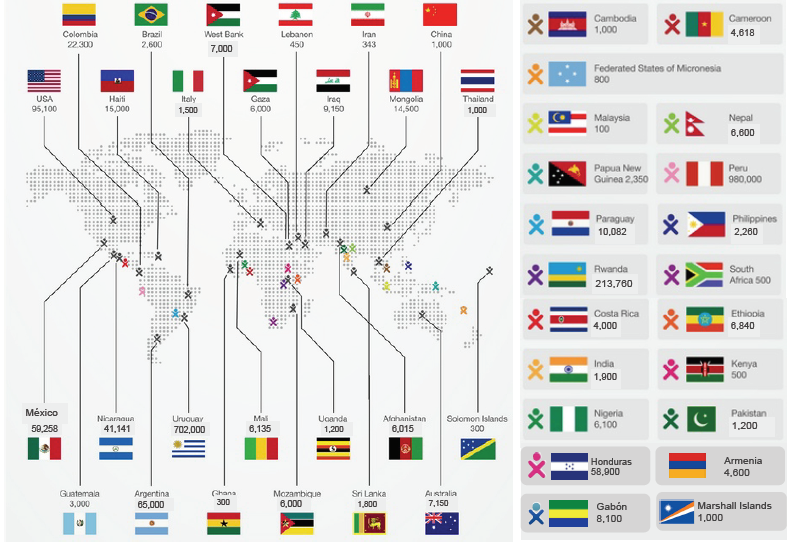 Colombia
22,300
Brazil
2,600
West Bank
7,000
Lebanon
450
Iran
343
China
1,000
USA
95,100
Haiti
15,000
Italy
1,500
Gaza
6,000
Iraq
9,150
Mongolia
14,500
Thailand
1,000
México
59,258
Nicaragua
41,141
Uruguay
702,000
Mali
6,135
Uganda
1,200
Afghanistan
6,015
Solomon Islands
300
Guatemala
3,000
Argentina
65,000
Ghana
300
Mozambique
6,000
Sri Lanka
1,800
Australia
7,150
Cambodia
1,000
Cameroon
4,618
Federated States of Micronesia
800
Malaysia
100
Nepal
6,600
Papua New
Guinea 2,350
Peru
980,000
Paraguay
10,082
Philippines
2,260
Rwanda
213,760
South
Africa 500
Costa Rica
4,000
Ethiopia
6,840
India
1,900
Kenya
500
Nigeria
6,100
Pakistan
1,200
Honduras
58,900
Armenia
4,600
Gabón
8,100
Marshall Islands
1,000